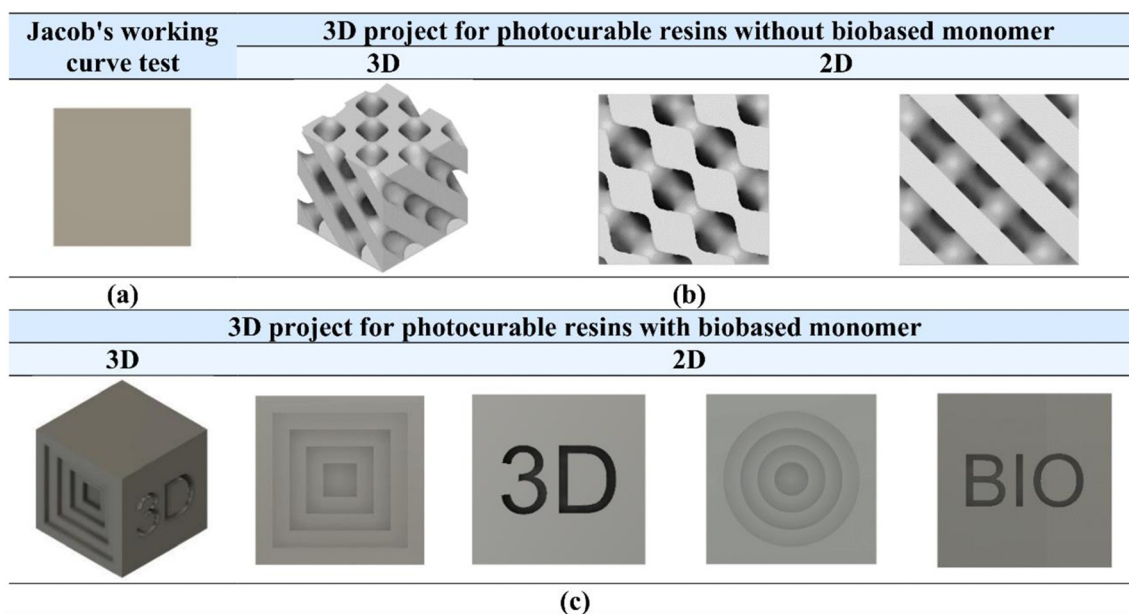 Jacob's working
curve test
3D project for photocurable resins without biobased monomer
3D
2D
(a)
(b)
3D project for photocurable resins with biobased monomer
3D
2D
3D
3D
BIO
(c)